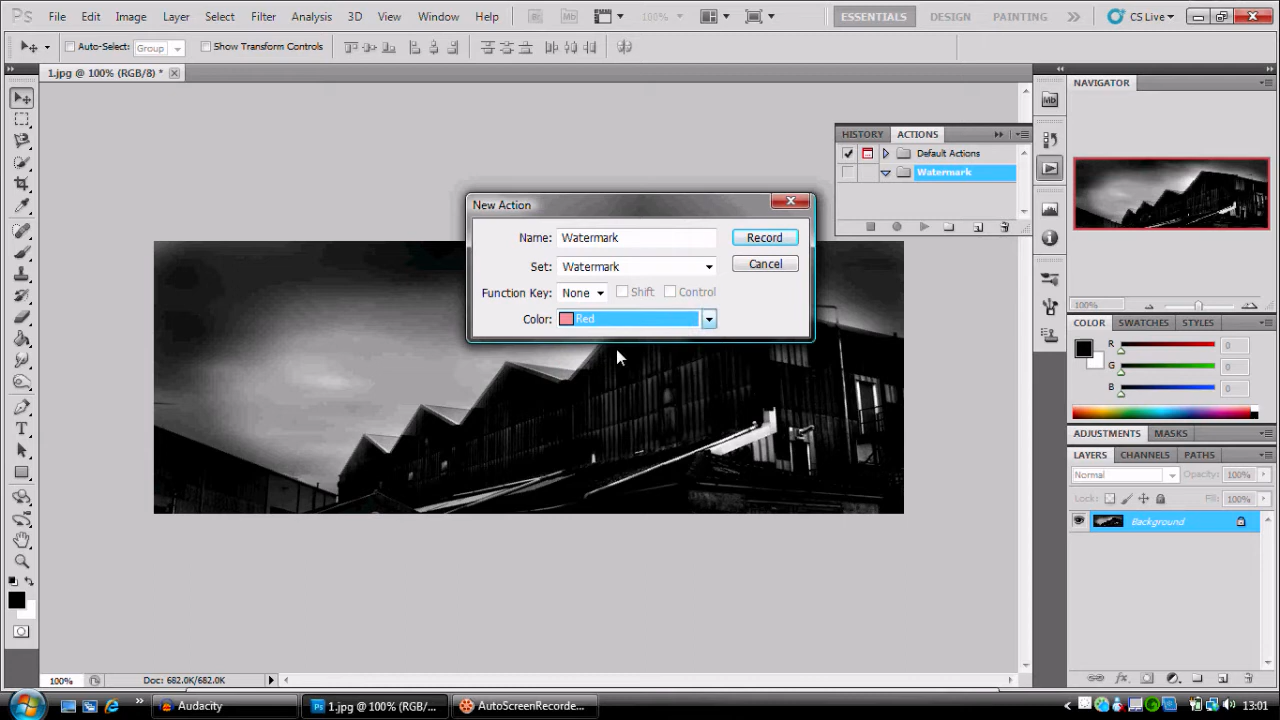 Ps File Edit Image Layer Select Filter Analysis 3D View Window Help Br Mb 100% ESSENTIALS DESIGN PAINTING CS Live
Auto-Select: Group Show Transform Controls
1.jpg @ 100% (RGB/8) *
NAVIGATOR
Mb
HISTORY ACTIONS
Default Actions
Watermark
New Action
Name: Watermark Record
Set: Watermark Cancel
Function Key: None Shift Control
Color: Red
100%
COLOR SWATCHES STYLES
R 0
G 0
B 0
ADJUSTMENTS MASKS
LAYERS CHANNELS PATHS
Normal Opacity: 100%
Lock: Fill: 100%
Background
100% Doc: 682.0K/682.0K
Audacity 1.jpg @ 100% (RGB/... AutoScreenRecorde... 13:01